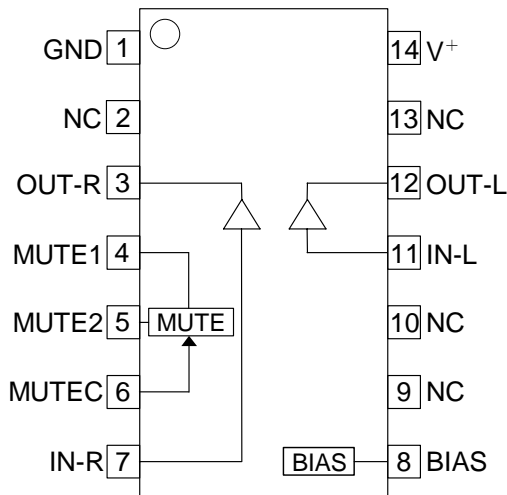 GND 1 14 V+
NC 2 13 NC
OUT-R 3 12 OUT-L
MUTE1 4 11 IN-L
MUTE2 5 MUTE 10 NC
MUTEC 6 9 NC
IN-R 7 BIAS 8 BIAS